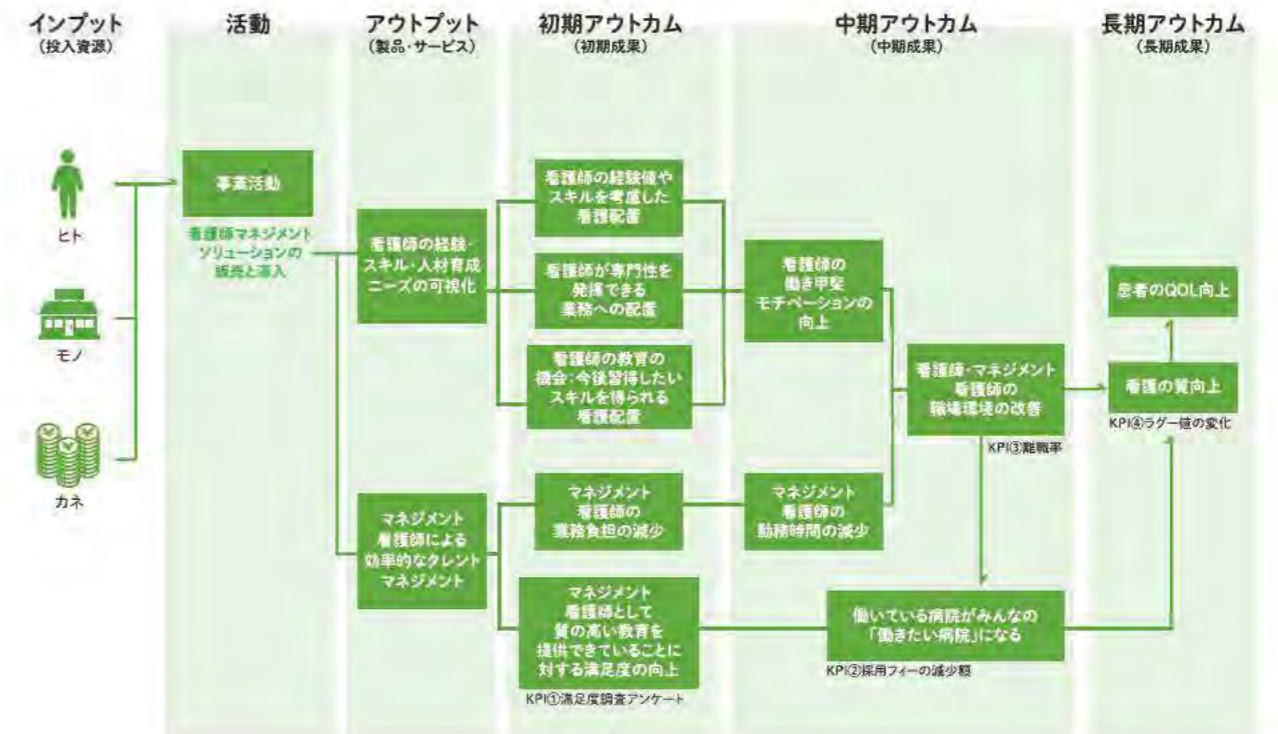 インプット
(投入資源)
活動
アウトプット
(製品・サービス)
初期アウトカム
(初期成果)
中期アウトカム
(中期成果)
長期アウトカム
(長期成果)
ヒト
モノ
カネ
事業活動
看護師マネジメント
ソリューションの
販売と導入
看護師の経験・
スキル・人材育成
ニーズの可視化
マネジメント
看護師による
効率的なタレント
マネジメント
看護師の経験値や
スキルを考慮した
看護配置
看護師が専門性を
発揮できる
業務への配置
看護師の教育の
機会:今後習得したい
スキルを得られる
看護配置
マネジメント
看護師の
業務負担の減少
マネジメント
看護師として
質の高い教育を
提供できていることに
対する満足度の向上
KPI①満足度調査アンケート
看護師の
働き甲斐
モチベーションの
向上
マネジメント
看護師の
勤務時間の減少
看護師・マネジメント
看護師の
職場環境の改善
KPI③離職率
働いている病院がみんなの
「働きたい病院」になる
KPI②採用フィーの減少額
患者のQOL向上
看護の質向上
KPI④ラダー値の変化